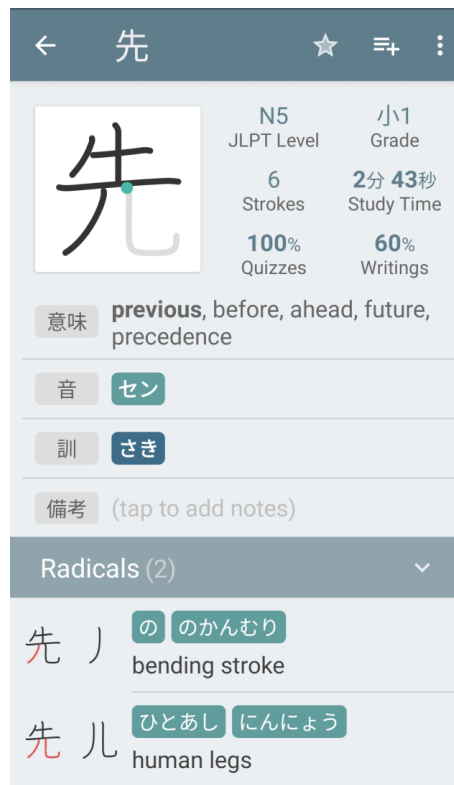 先
N5 小1
JLPT Level Grade
6 2分 43秒
Strokes Study Time
100% 60%
Quizzes Writings
先
意味 previous, before, ahead, future,
precedence
音 セン
訓 さき
備考 (tap to add notes)
Radicals (2)
先 丿 の のかんむり
bending stroke
先 儿 ひとあし にんにょう
human legs